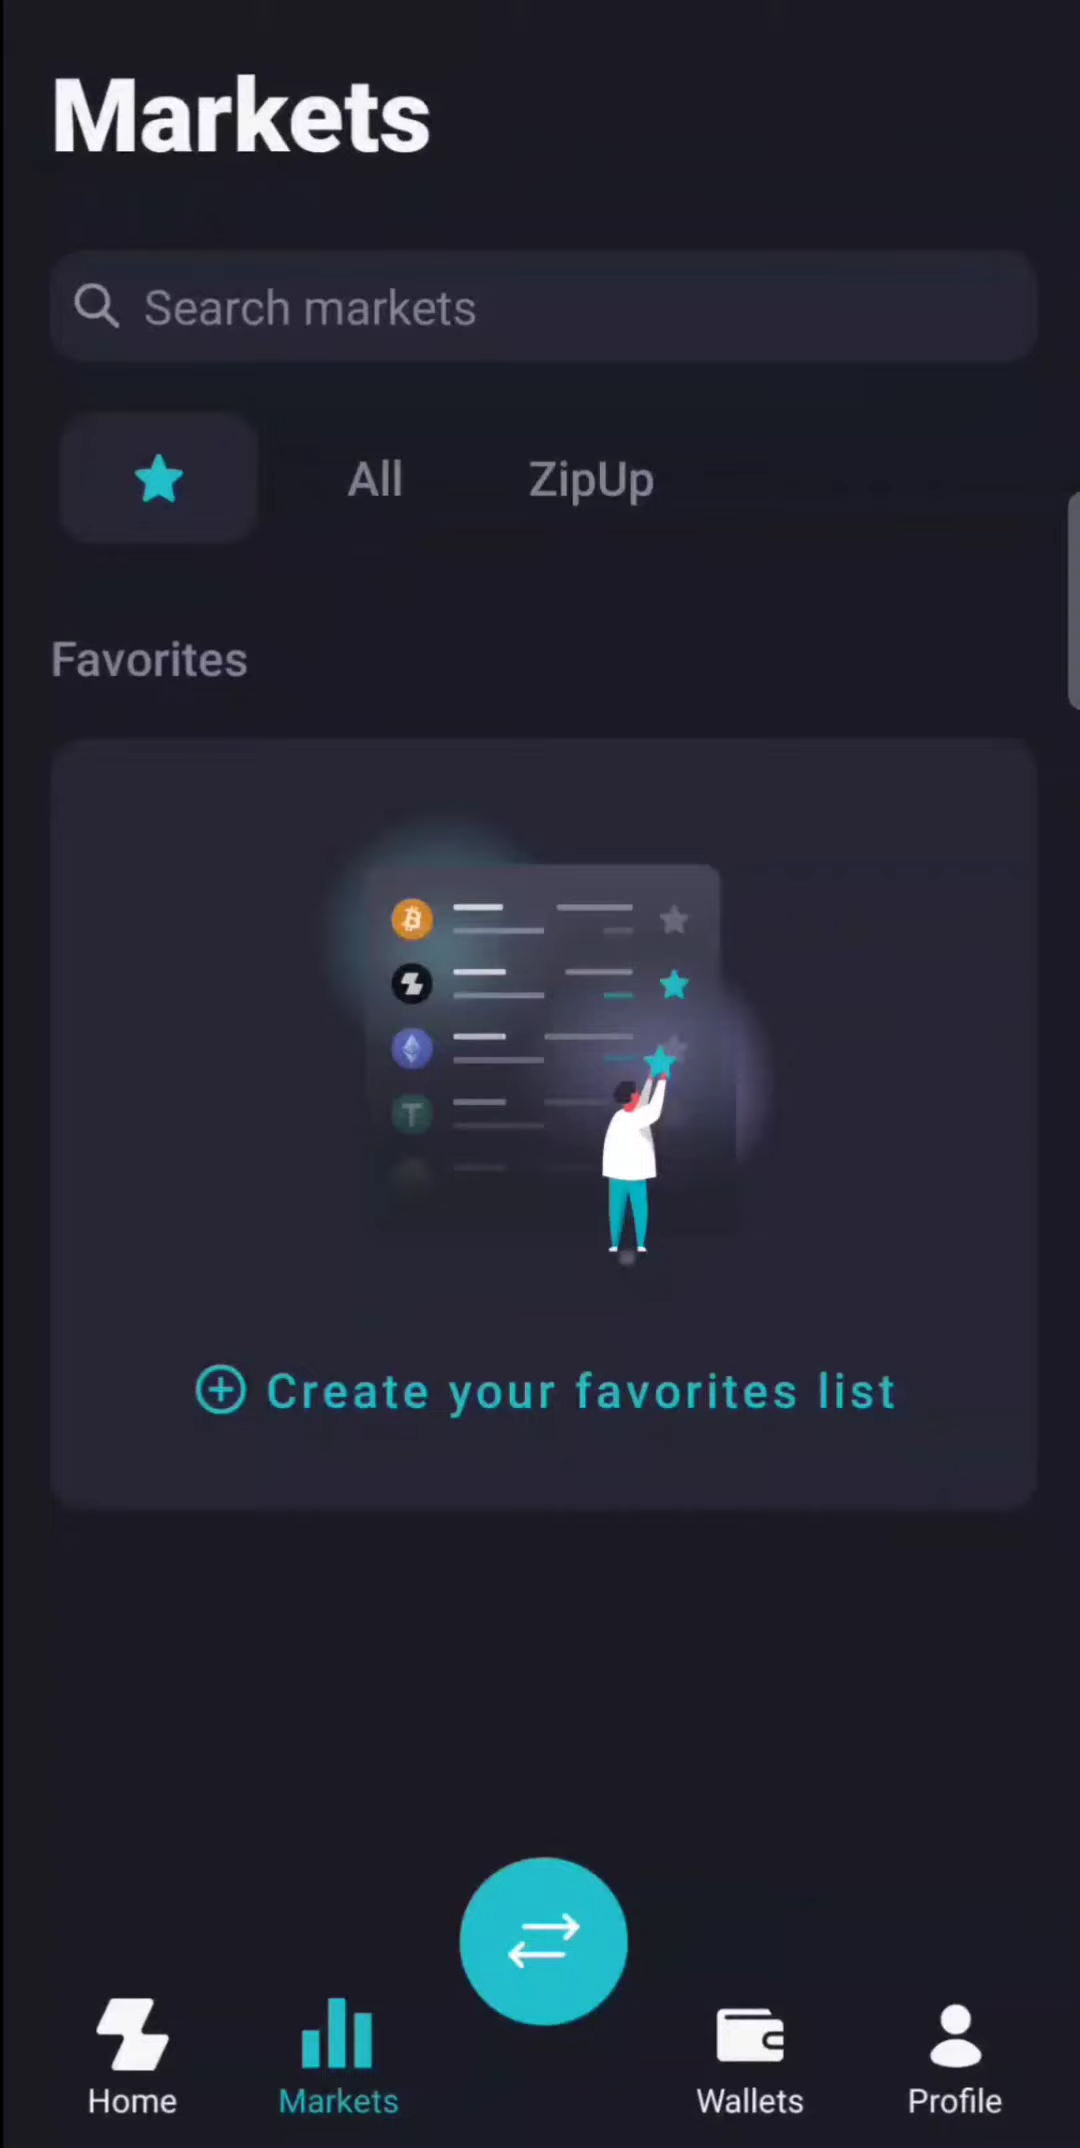 Markets
Search markets
All
ZipUp
Favorites
T
Create your favorites list
Home
Markets
Wallets
Profile